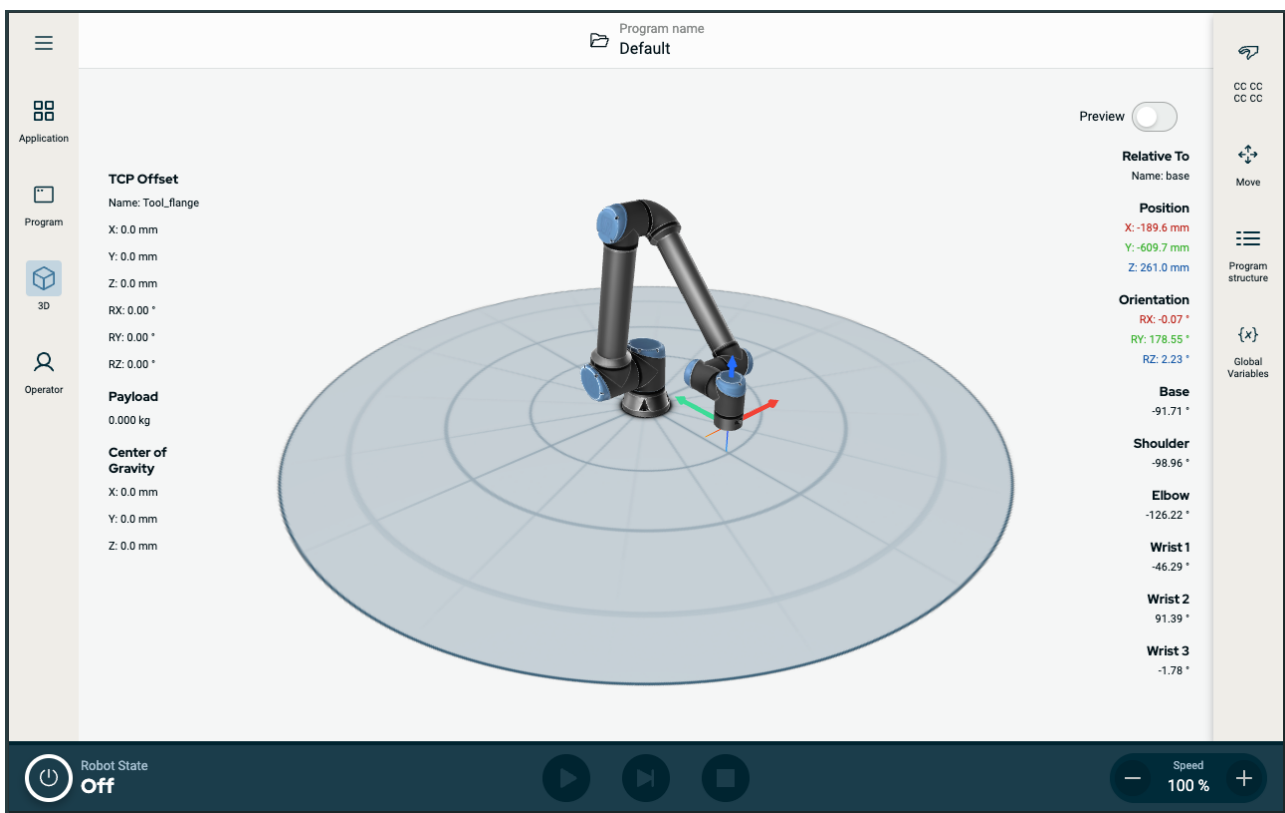 Program name
Default
Application
Program
3D
Operator
TCP Offset
Name: Tool_flange
X: 0.0 mm
Y: 0.0 mm
Z: 0.0 mm
RX: 0.00 °
RY: 0.00 °
RZ: 0.00 °
Payload
0.000 kg
Center of
Gravity
X: 0.0 mm
Y: 0.0 mm
Z: 0.0 mm
Preview
Relative To
Name: base
Position
X: -189.6 mm
Y: -609.7 mm
Z: 261.0 mm
Orientation
RX: -0.07 °
RY: 178.55 °
RZ: 2.23 °
Base
-91.71 °
Shoulder
-98.96 °
Elbow
-126.22 °
Wrist 1
-46.29 °
Wrist 2
91.39 °
Wrist 3
-1.78 °
CC CC
CC CC
Move
Program
structure
{x}
Global
Variables
Robot State
Off
Speed
100 %